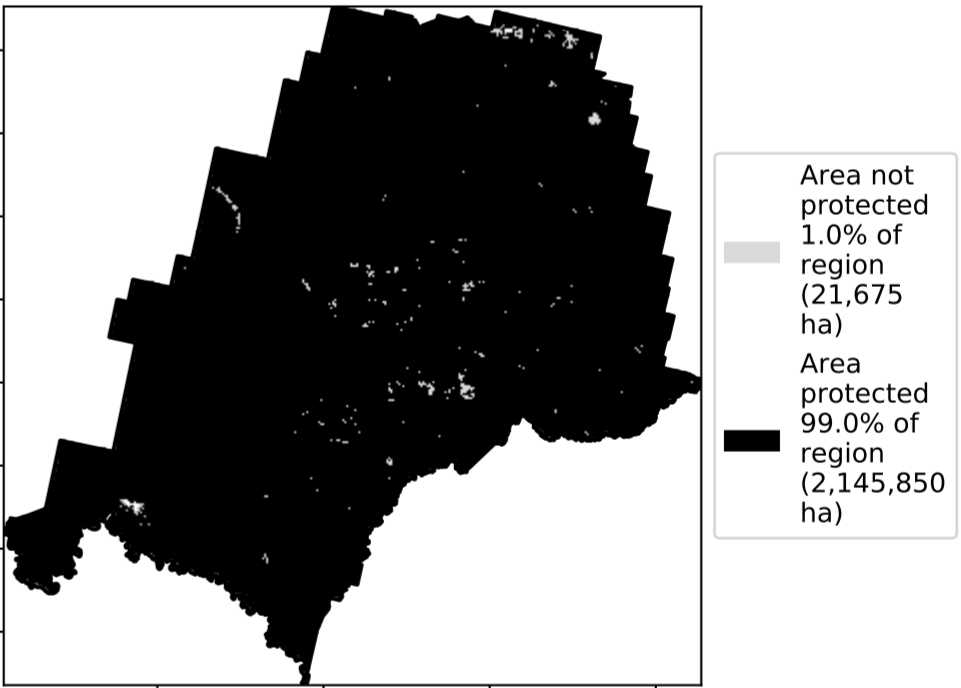 Area not
protected
1.0% of
region
(21,675
ha)
Area
protected
99.0% of
region
(2,145,850
ha)